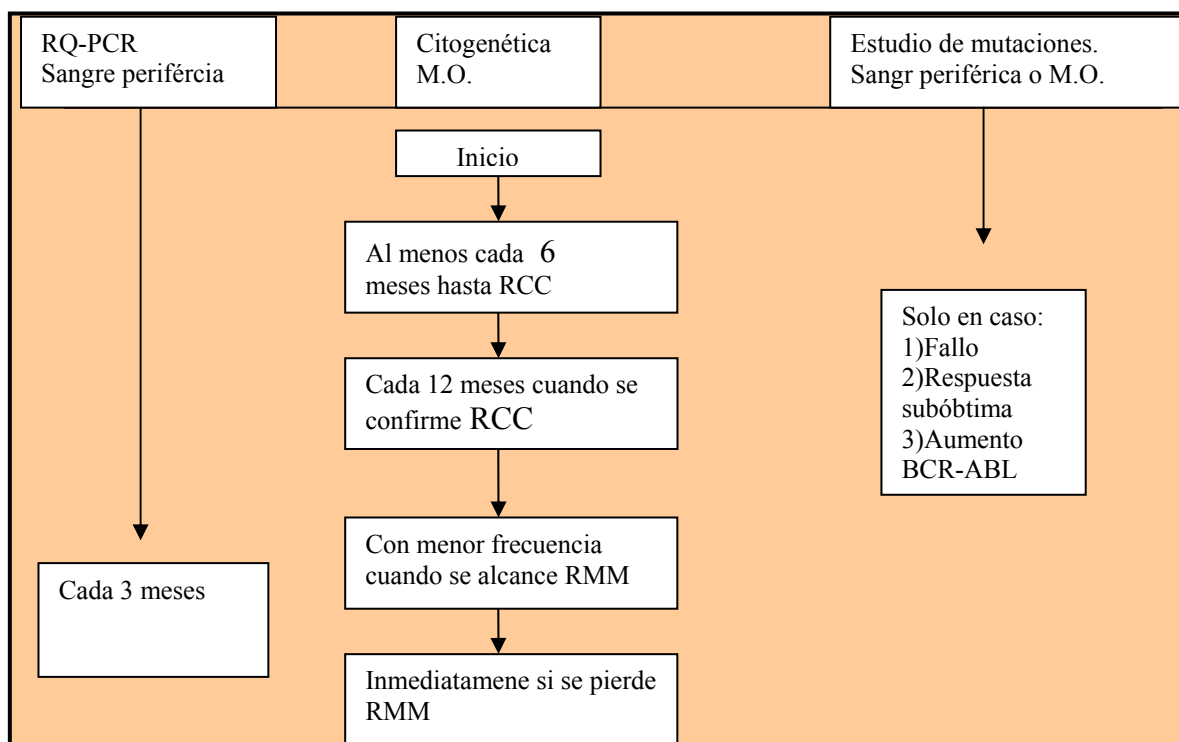 RQ-PCR
Sangre perifércia
Citogenética
M.O.
Estudio de mutaciones.
Sangr periférica o M.O.
Inicio
Al menos cada 6
meses hasta RCC
Cada 12 meses cuando se
confirme RCC
Con menor frecuencia
cuando se alcance RMM
Inmediatamene si se pierde
RMM
Cada 3 meses
Solo en caso:
1)Fallo
2)Respuesta
subóbtima
3)Aumento
BCR-ABL